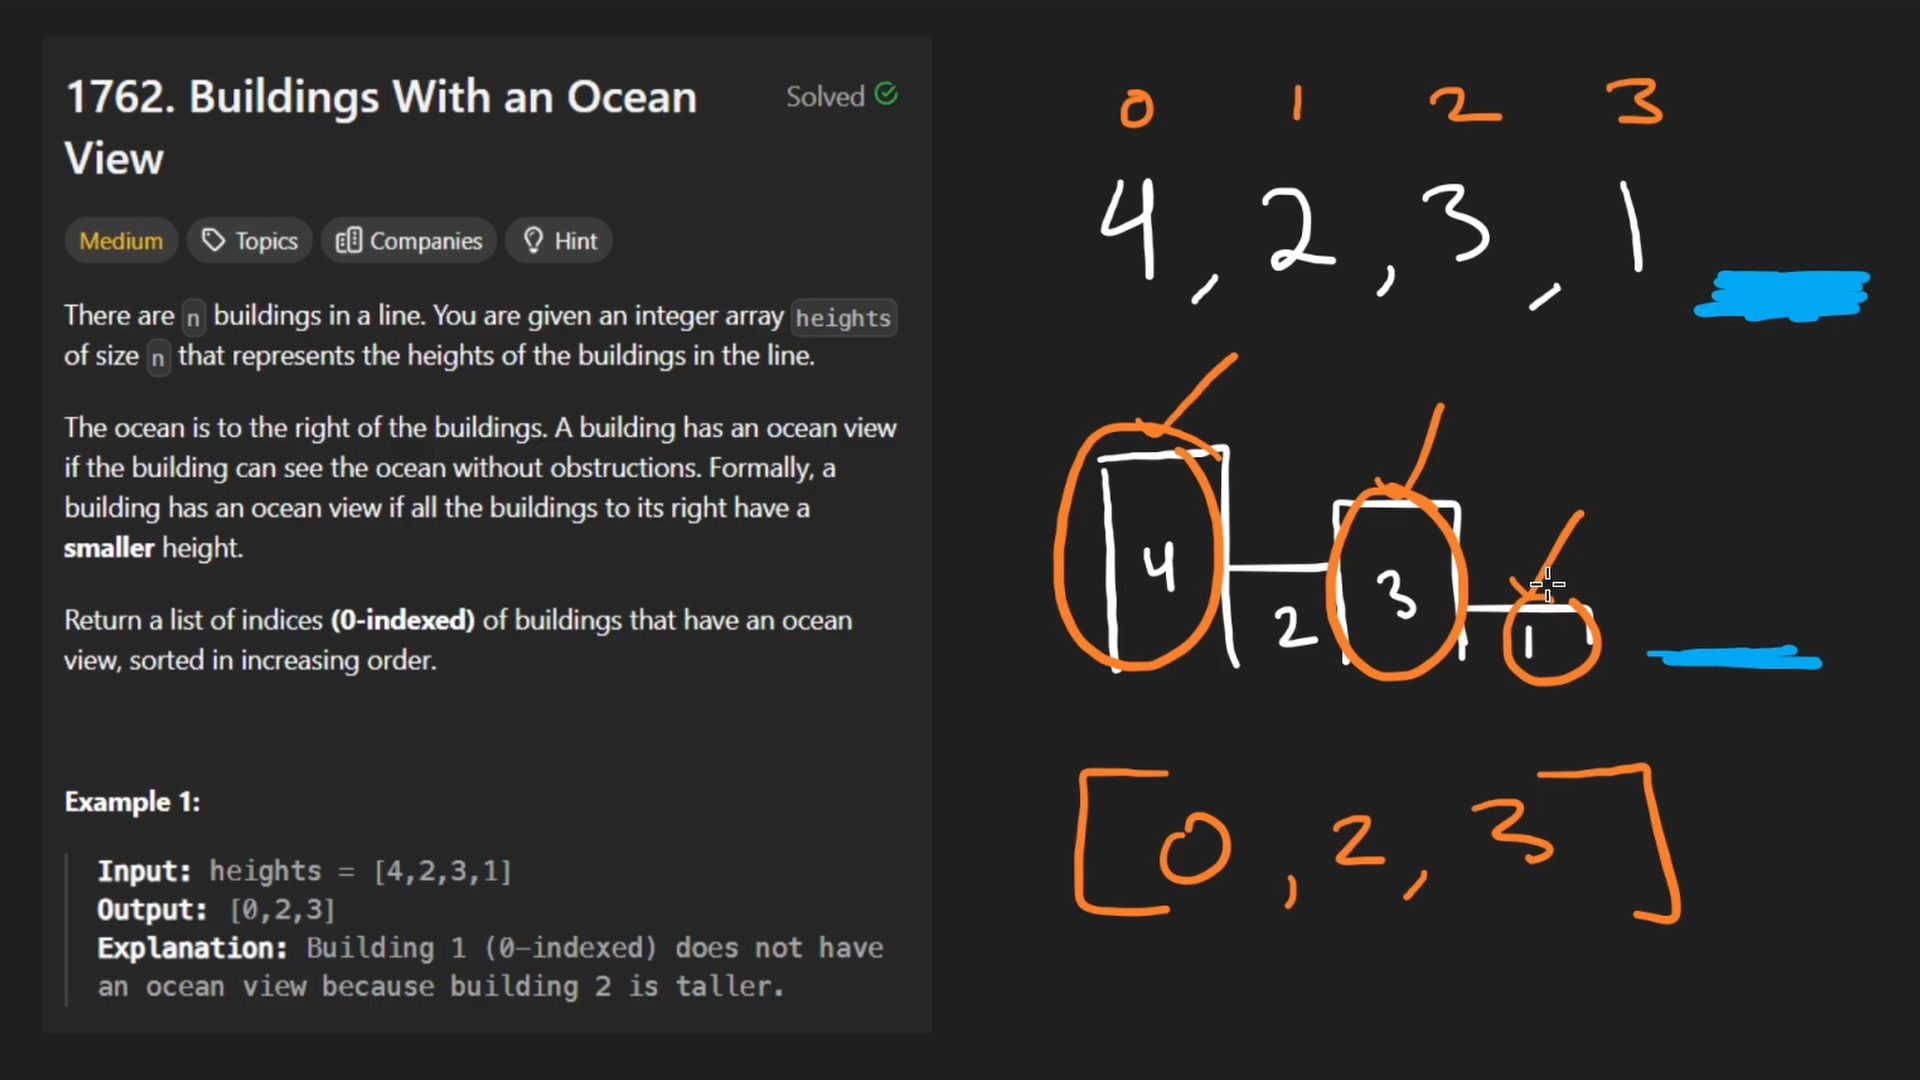 1762. Buildings With an Ocean
View
Solved
Medium Topics Companies Hint
There are n buildings in a line. You are given an integer array heights
of size n that represents the heights of the buildings in the line.
The ocean is to the right of the buildings. A building has an ocean view
if the building can see the ocean without obstructions. Formally, a
building has an ocean view if all the buildings to its right have a
smaller height.
Return a list of indices (0-indexed) of buildings that have an ocean
view, sorted in increasing order.
Example 1:
Input: heights = [4,2,3,1]
Output: [0,2,3]
Explanation: Building 1 (0-indexed) does not have
an ocean view because building 2 is taller.
0 1 2 3
4, 2, 3, 1
4 2 3 1
[0, 2, 3]